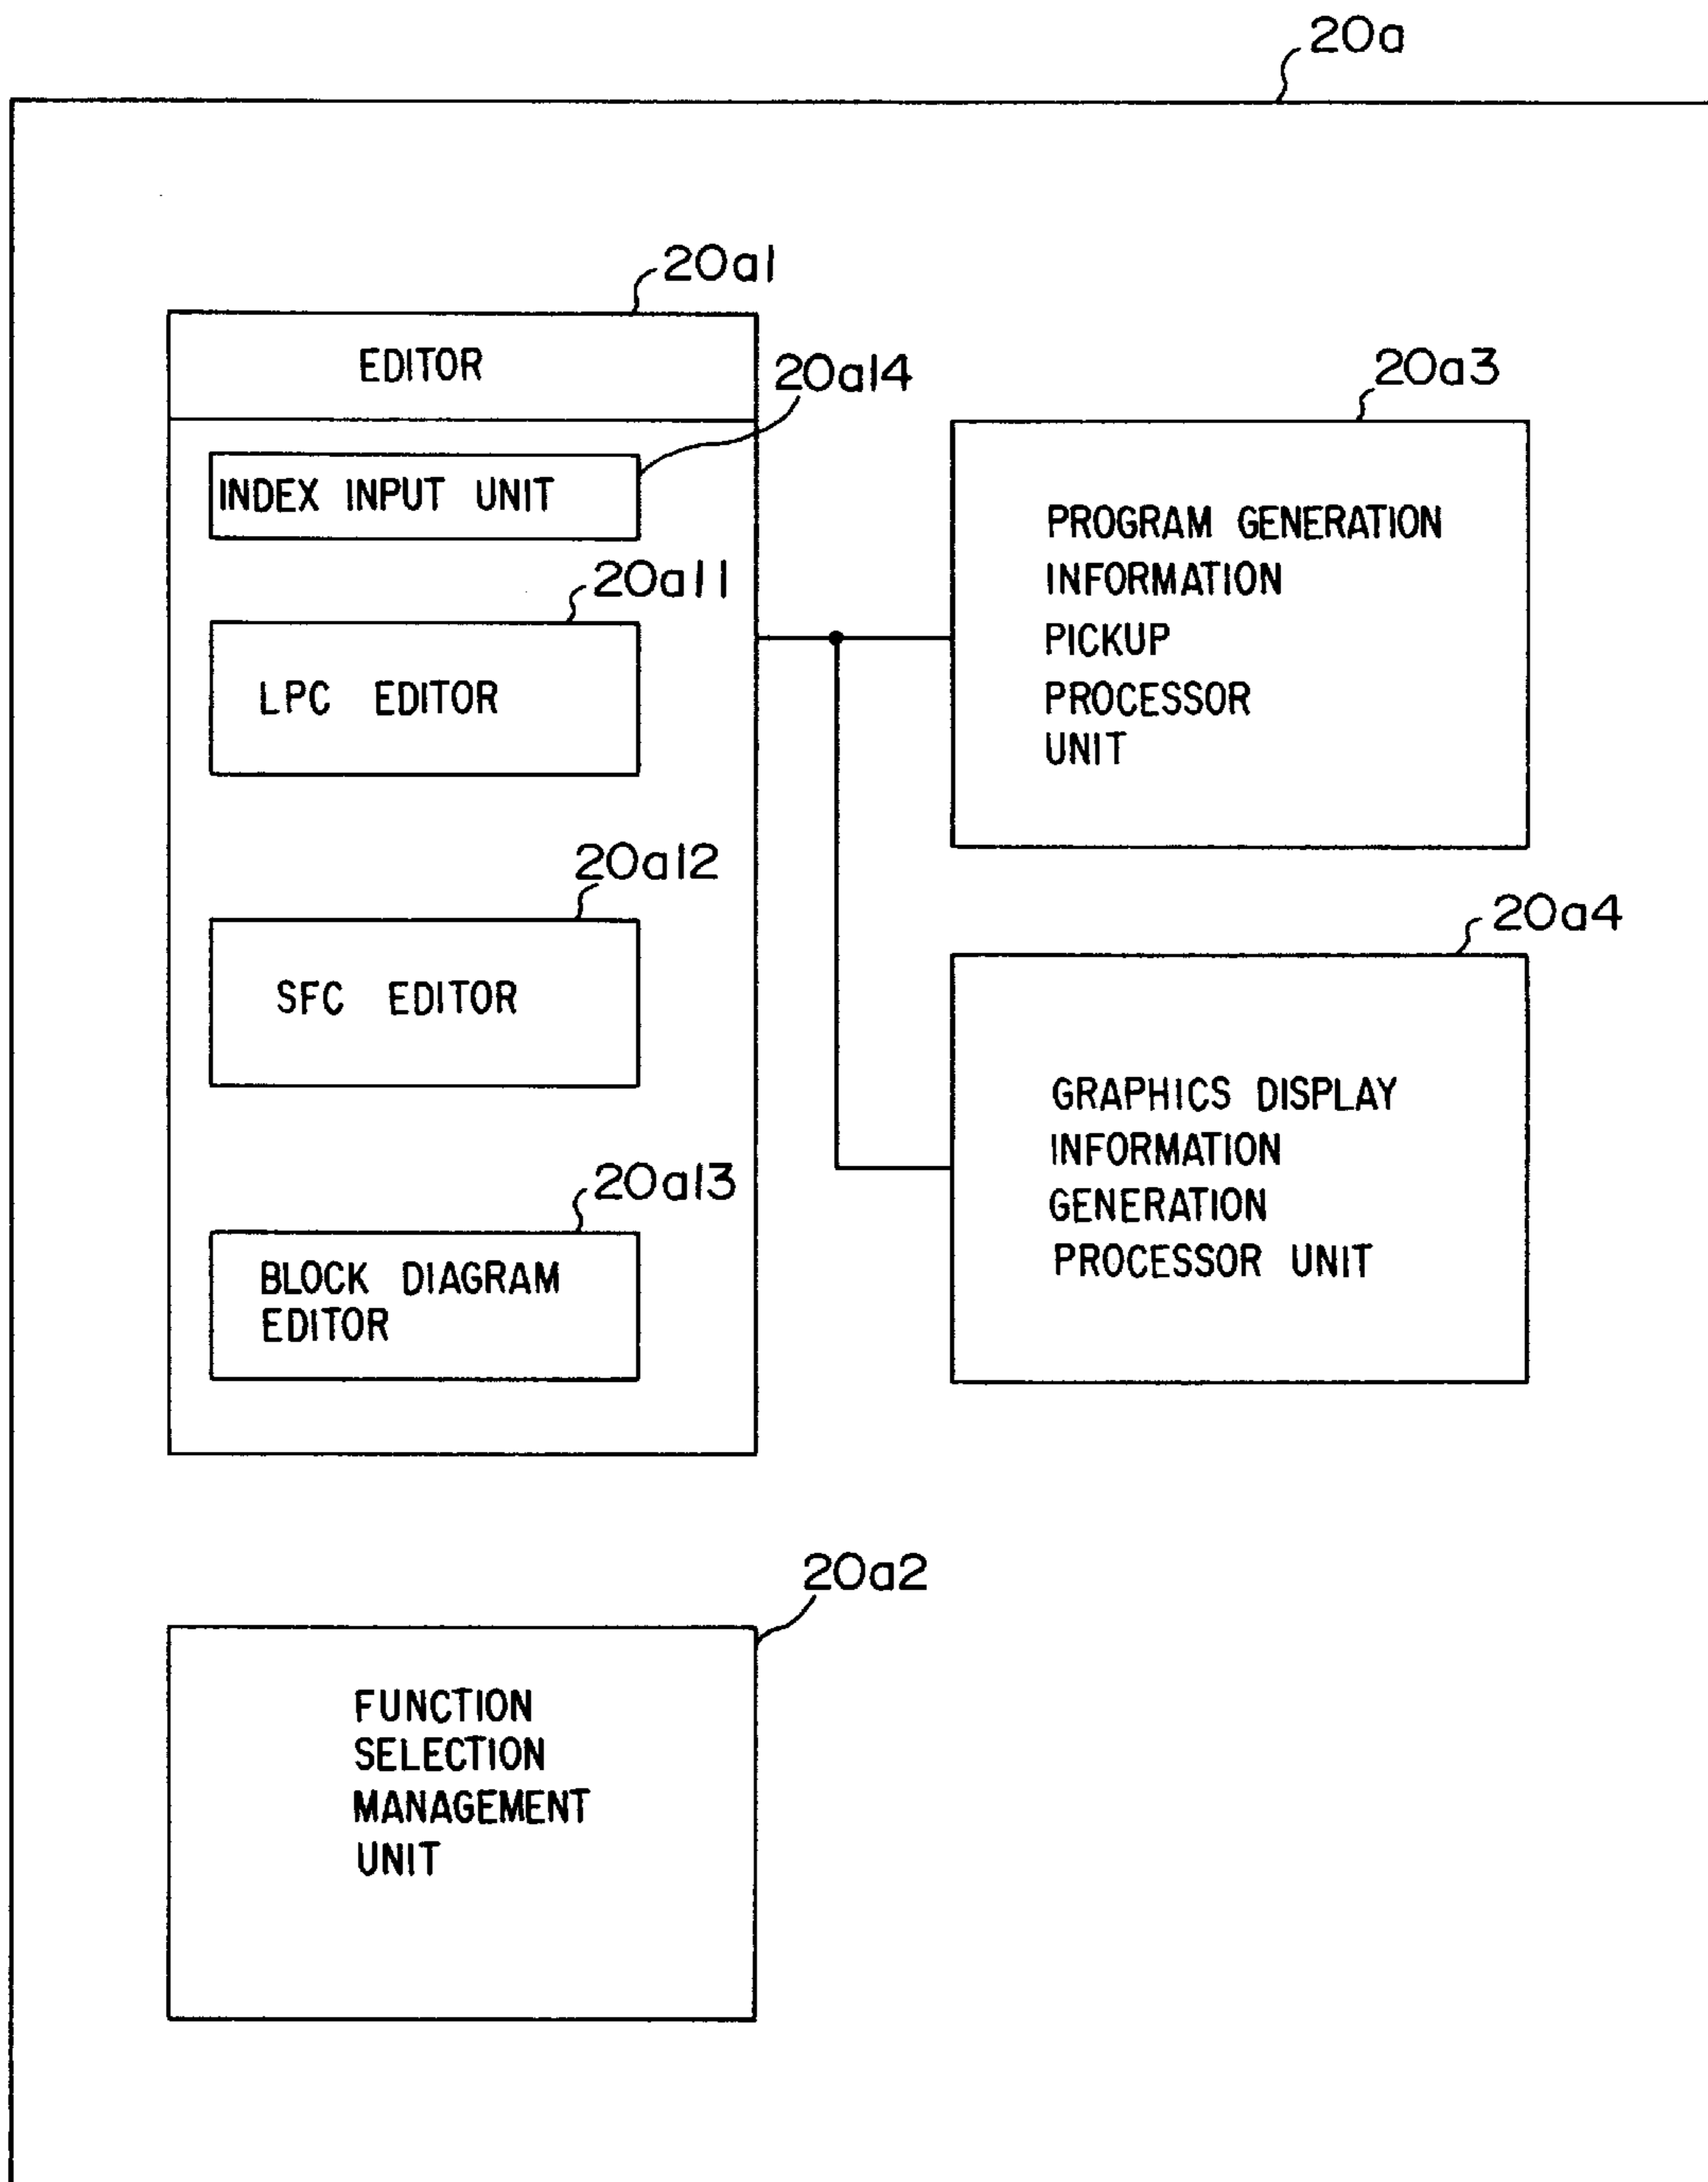 20a
20a1
EDITOR
20a14
INDEX INPUT UNIT
20a11
LPC EDITOR
20a12
SFC EDITOR
20a13
BLOCK DIAGRAM
EDITOR
20a3
PROGRAM GENERATION
INFORMATION
PICKUP
PROCESSOR
UNIT
20a4
GRAPHICS DISPLAY
INFORMATION
GENERATION
PROCESSOR UNIT
20a2
FUNCTION
SELECTION
MANAGEMENT
UNIT